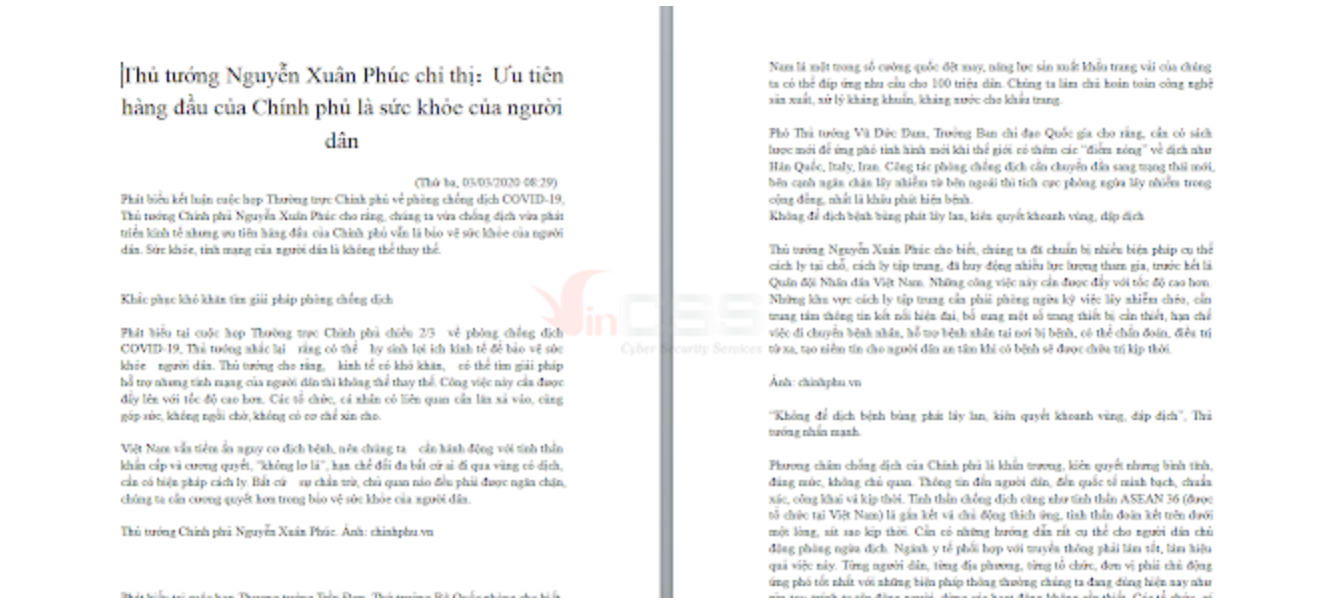 Thủ tướng Nguyễn Xuân Phúc chỉ thị: Ưu tiên
hàng đầu của Chính phủ là sức khỏe của người
dân
(Thứ ba, 03/03/2020 08:29)
Phát biểu kết luận cuộc họp Thường trực Chính phủ về phòng chống dịch COVID-19,
Thủ tướng Chính phủ Nguyễn Xuân Phúc cho rằng, chúng ta vừa chống dịch vừa phát
triển kinh tế nhưng ưu tiên hàng đầu của Chính phủ vẫn là bảo vệ sức khỏe của người
dân. Sức khỏe, tính mạng của người dân là không thể thay thế.
Khắc phục khó khăn tìm giải pháp phòng chống dịch
Phát biểu tại cuộc họp Thường trực Chính phủ chiều 2/3 về phòng chống dịch
COVID-19, Thủ tướng nhắc lại rằng có thể hy sinh lợi ích kinh tế để bảo vệ sức
khỏe người dân. Thủ tướng cho rằng, kinh tế có khó khăn, có thể tìm giải pháp
hỗ trợ nhưng tính mạng của người dân thì không thể thay thế. Công việc này cần được
đẩy lên với tốc độ cao hơn. Các tổ chức, cá nhân có liên quan cần lăn xả vào, cùng
góp sức, không ngồi chờ, không có cơ chế xin cho.
Việt Nam vẫn tiềm ẩn nguy cơ dịch bệnh, nên chúng ta cần hành động với tinh thần
khẩn cấp và cương quyết, "không lơ là", hạn chế đối đa bất cứ ai đi qua vùng có dịch,
cần có biện pháp cách ly. Bất cứ sự chần trừ, chủ quan nào đều phải được ngăn chặn,
chúng ta cần cương quyết hơn trong bảo vệ sức khỏe của người dân.
Thủ tướng Chính phủ Nguyễn Xuân Phúc. Ảnh: chinhphu vn
Phát biểu tại cuộc họp Thượng tướng Trần Đơn, Thứ trưởng Bộ Quốc phòng cho biết,
Nam là một trong số cường quốc dệt may, năng lực sản xuất khẩu trang vải của chúng
ta có thể đáp ứng nhu cầu cho 100 triệu dân. Chúng ta làm chủ hoàn toàn công nghệ
sản xuất, xử lý kháng khuẩn, kháng nước cho khẩu trang.
Phó Thủ tướng Vũ Đức Đam, Trưởng Ban chỉ đạo Quốc gia cho rằng, cần có sách
lược mới để ứng phó tình hình mới khi thế giới có thêm các "điểm nóng" về dịch như
Hàn Quốc, Italy, Iran. Công tác phòng chống dịch cần chuyển dần sang trạng thái mới,
bên cạnh ngăn chặn lây nhiễm từ bên ngoài thì tích cực phòng ngừa lây nhiễm trong
cộng đồng, nhất là khâu phát hiện bệnh.
Không để dịch bệnh bùng phát lây lan, kiên quyết khoanh vùng, dập dịch
Thủ tướng Nguyễn Xuân Phúc cho biết, chúng ta đã chuẩn bị nhiều biện pháp cụ thể
cách ly tại chỗ, cách ly tập trung, đã huy động nhiều lực lượng tham gia, trước hết là
Quân đội Nhân dân Việt Nam. Những công việc này cần được đẩy với tốc độ cao hơn.
Những khu vực cách ly tập trung cần phải phòng ngừa kỹ việc lây nhiễm chéo, cần
trung tâm thông tin kết nối hiện đại, bổ sung một số trang thiết bị cần thiết, hạn chế
việc di chuyển bệnh nhân, hỗ trợ bệnh nhân tại nơi bị bệnh, có thể chẩn đoán, điều trị
từ xa, tạo niềm tin cho người dân an tâm khi có bệnh sẽ được chữa trị kịp thời.
Ảnh: chinhphu vn
"Không để dịch bệnh bùng phát lây lan, kiên quyết khoanh vùng, dập dịch", Thủ
tướng nhấn mạnh.
Phương châm chống dịch của Chính phủ là khẩn trương, kiên quyết nhưng bình tĩnh,
đúng mức, không chủ quan. Thông tin đến người dân, đến quốc tế minh bạch, chuẩn
xác, công khai và kịp thời. Tinh thần chống dịch cũng như tinh thần ASEAN 36 (được
tổ chức tại Việt Nam) là gắn kết và chủ động thích ứng, tinh thần đoàn kết trên dưới
một lòng, sát sao kịp thời. Cần có những hướng dẫn rất cụ thể cho người dân chủ
động phòng ngừa dịch. Ngành y tế phối hợp với truyền thông phải làm tốt, làm hiệu
quả việc này. Từng người dân, từng địa phương, từng tổ chức, đơn vị phải chủ động
ứng phó tốt nhất với những biện pháp thông thường chúng ta đang dùng hiện nay như
VinCSS
Cyber Security Services